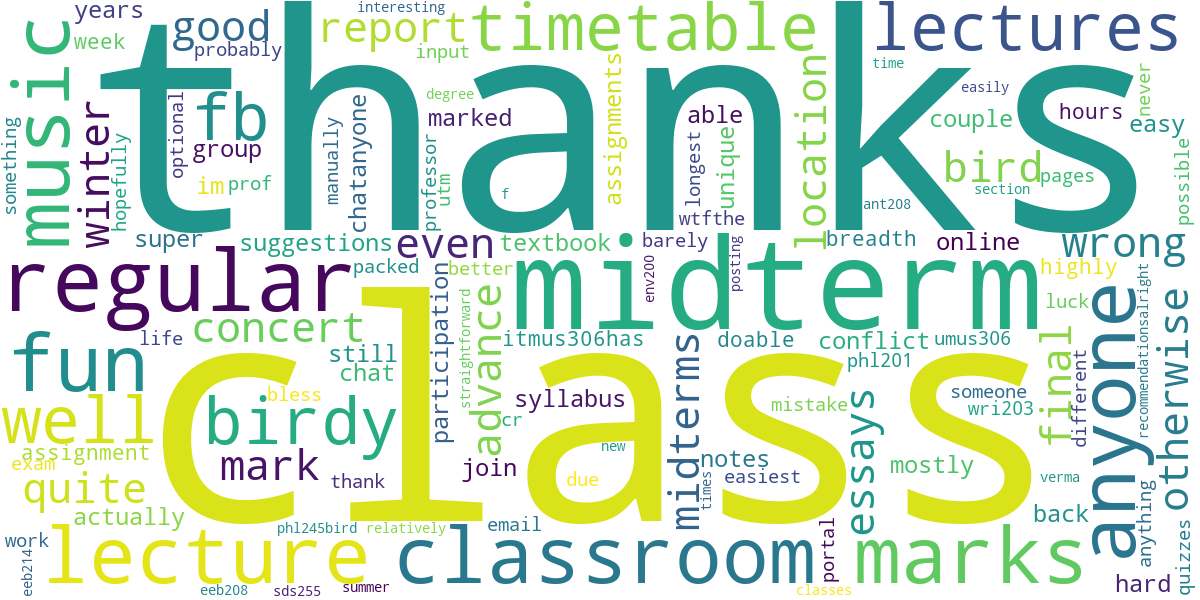 years
interesting
thanks
good
report
timetable
lectures
week
probably
input
music
time
assignments
location
degree
easily
never
optional
fb
manually
chatanyone
marked
able
couple
hours
easy
something
winter
group
longest
unique
bird
possible
hopefully
im
prof
professor
utm
f
section
pages
wtfthe
ant208
super
suggestions
even
textbook
barely
posting
breadth
online
wrong
packed
participation
better
env200
highly
regular
advance
midterm
recommendationsalright
luck
anyone
otherwise
life
concert
straightforward
itmus306has
doable
conflict
umus306
fun
class
still
chat
midterms
phl201
final
different
bless
syllabus
essays
someone
well
birdy
cr
mistake
wri203
assignment
exam
mark
join
new
notes
mostly
quite
thank
due
times
easiest
verma
anything
quizzes
actually
phl245bird
relatively
email
back
work
lecture
classroom
portal
marks
eeb214
eeb208
sds255
summer
classes
hard